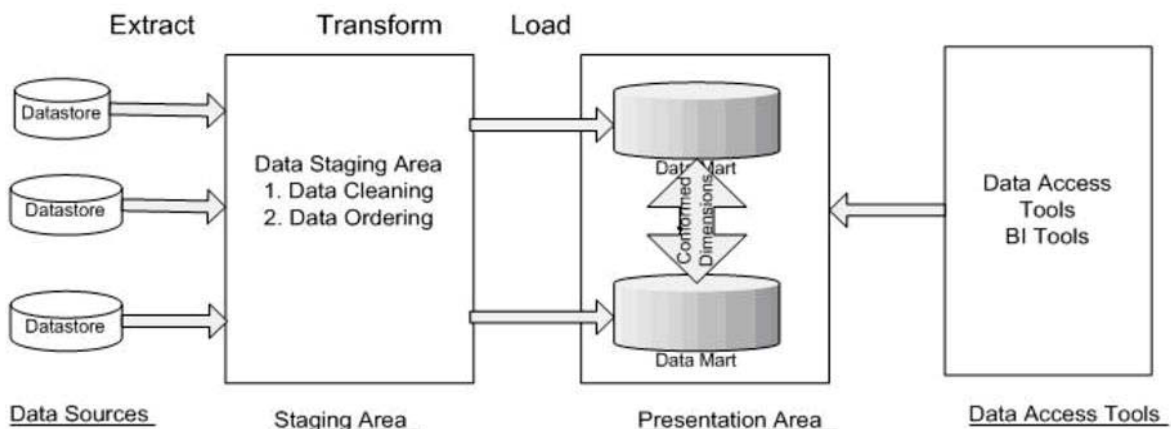 Extract
Transform
Load
Datastore
Datastore
Datastore
Data Staging Area
1. Data Cleaning
2. Data Ordering
Data Mart
Conformed
Dimensions
Data Mart
Data Access
Tools
BI Tools
Data Sources
Staging Area
Presentation Area
Data Access Tools